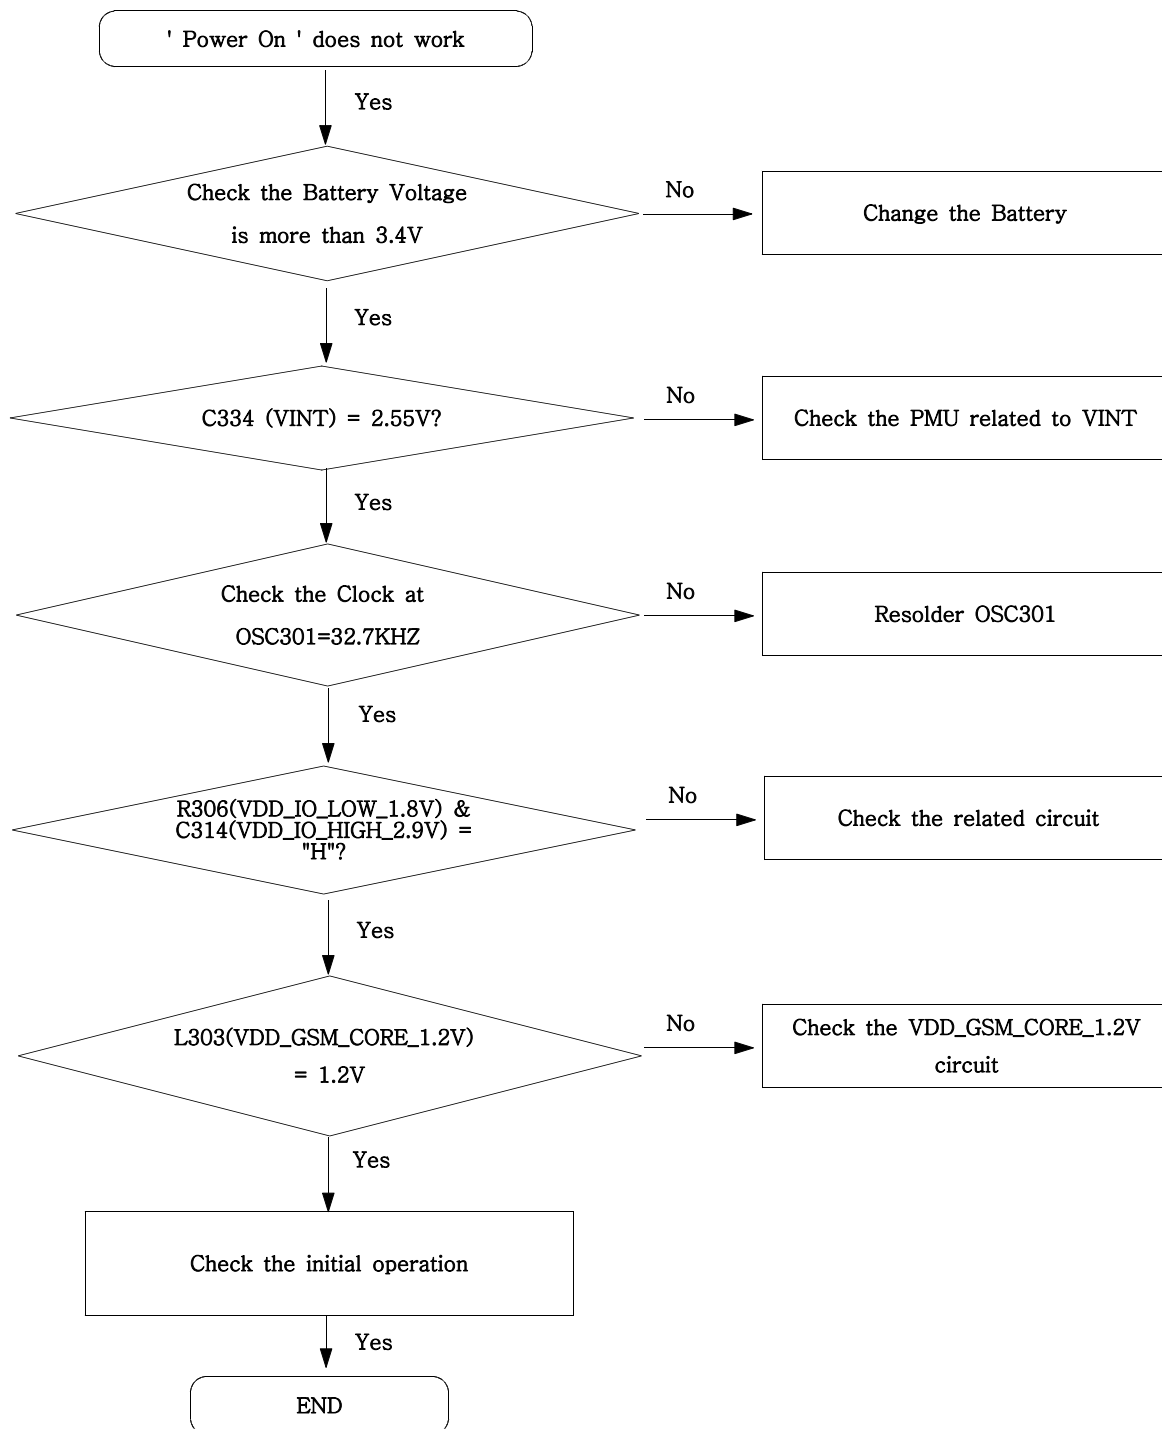 ' Power On ' does not work
Yes
Check the Battery Voltage
is more than 3.4V
No
Change the Battery
Yes
C334 (VINT) = 2.55V?
No
Check the PMU related to VINT
Yes
Check the Clock at
OSC301=32.7KHZ
No
Resolder OSC301
Yes
R306(VDD_IO_LOW_1.8V) &
C314(VDD_IO_HIGH_2.9V) =
"H"?
No
Check the related circuit
Yes
L303(VDD_GSM_CORE_1.2V)
= 1.2V
No
Check the VDD_GSM_CORE_1.2V
circuit
Yes
Check the initial operation
Yes
END